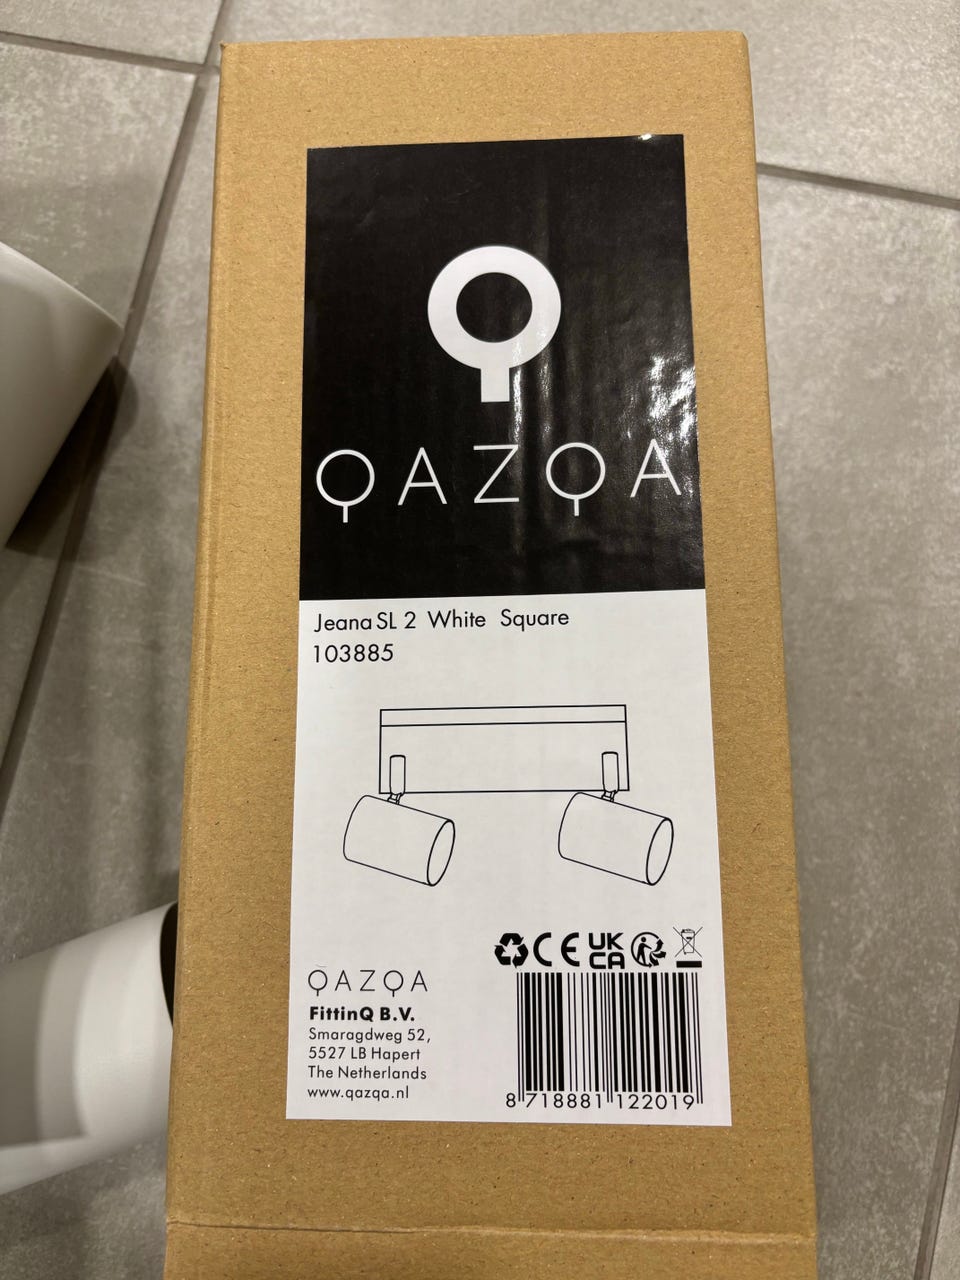 QAZQA
Jeana SL 2 White Square
103885
CE
UK
CA
QAZQA
FittinQ B.V.
Smaragdweg 52,
5527 LB Hapert
The Netherlands
www.qazqa.nl
8 718881 122019